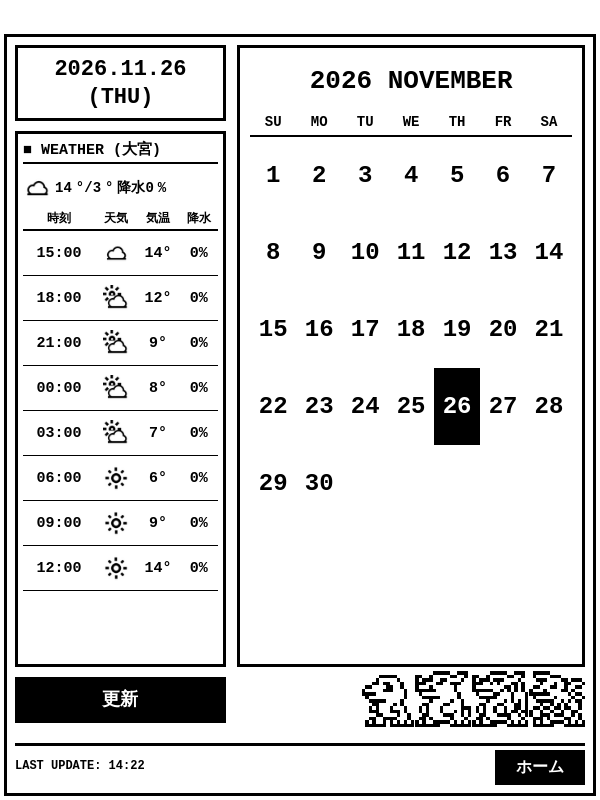 2026.11.26
(THU)
■ WEATHER (大宮)
14°/3° 降水0%
時刻 天気 気温 降水
15:00 14° 0%
18:00 12° 0%
21:00 9° 0%
00:00 8° 0%
03:00 7° 0%
06:00 6° 0%
09:00 9° 0%
12:00 14° 0%
2026 NOVEMBER
SU MO TU WE TH FR SA
1 2 3 4 5 6 7
8 9 10 11 12 13 14
15 16 17 18 19 20 21
22 23 24 25 26 27 28
29 30
更新
LAST UPDATE: 14:22
ホーム